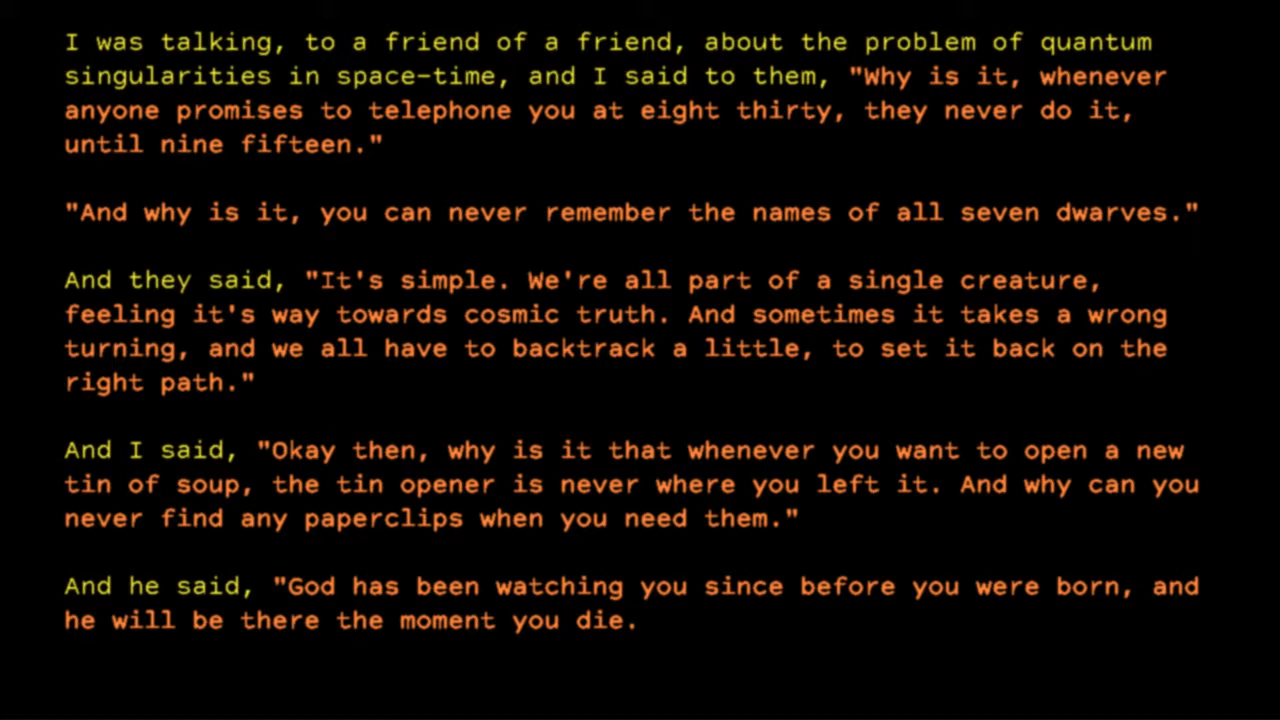 I was talking, to a friend of a friend, about the problem of quantum
singularities in space-time, and I said to them, "Why is it, whenever
anyone promises to telephone you at eight thirty, they never do it,
until nine fifteen."
"And why is it, you can never remember the names of all seven dwarves."
And they said, "It's simple. We're all part of a single creature,
feeling it's way towards cosmic truth. And sometimes it takes a wrong
turning, and we all have to backtrack a little, to set it back on the
right path."
And I said, "Okay then, why is it that whenever you want to open a new
tin of soup, the tin opener is never where you left it. And why can you
never find any paperclips when you need them."
And he said, "God has been watching you since before you were born, and
he will be there the moment you die.